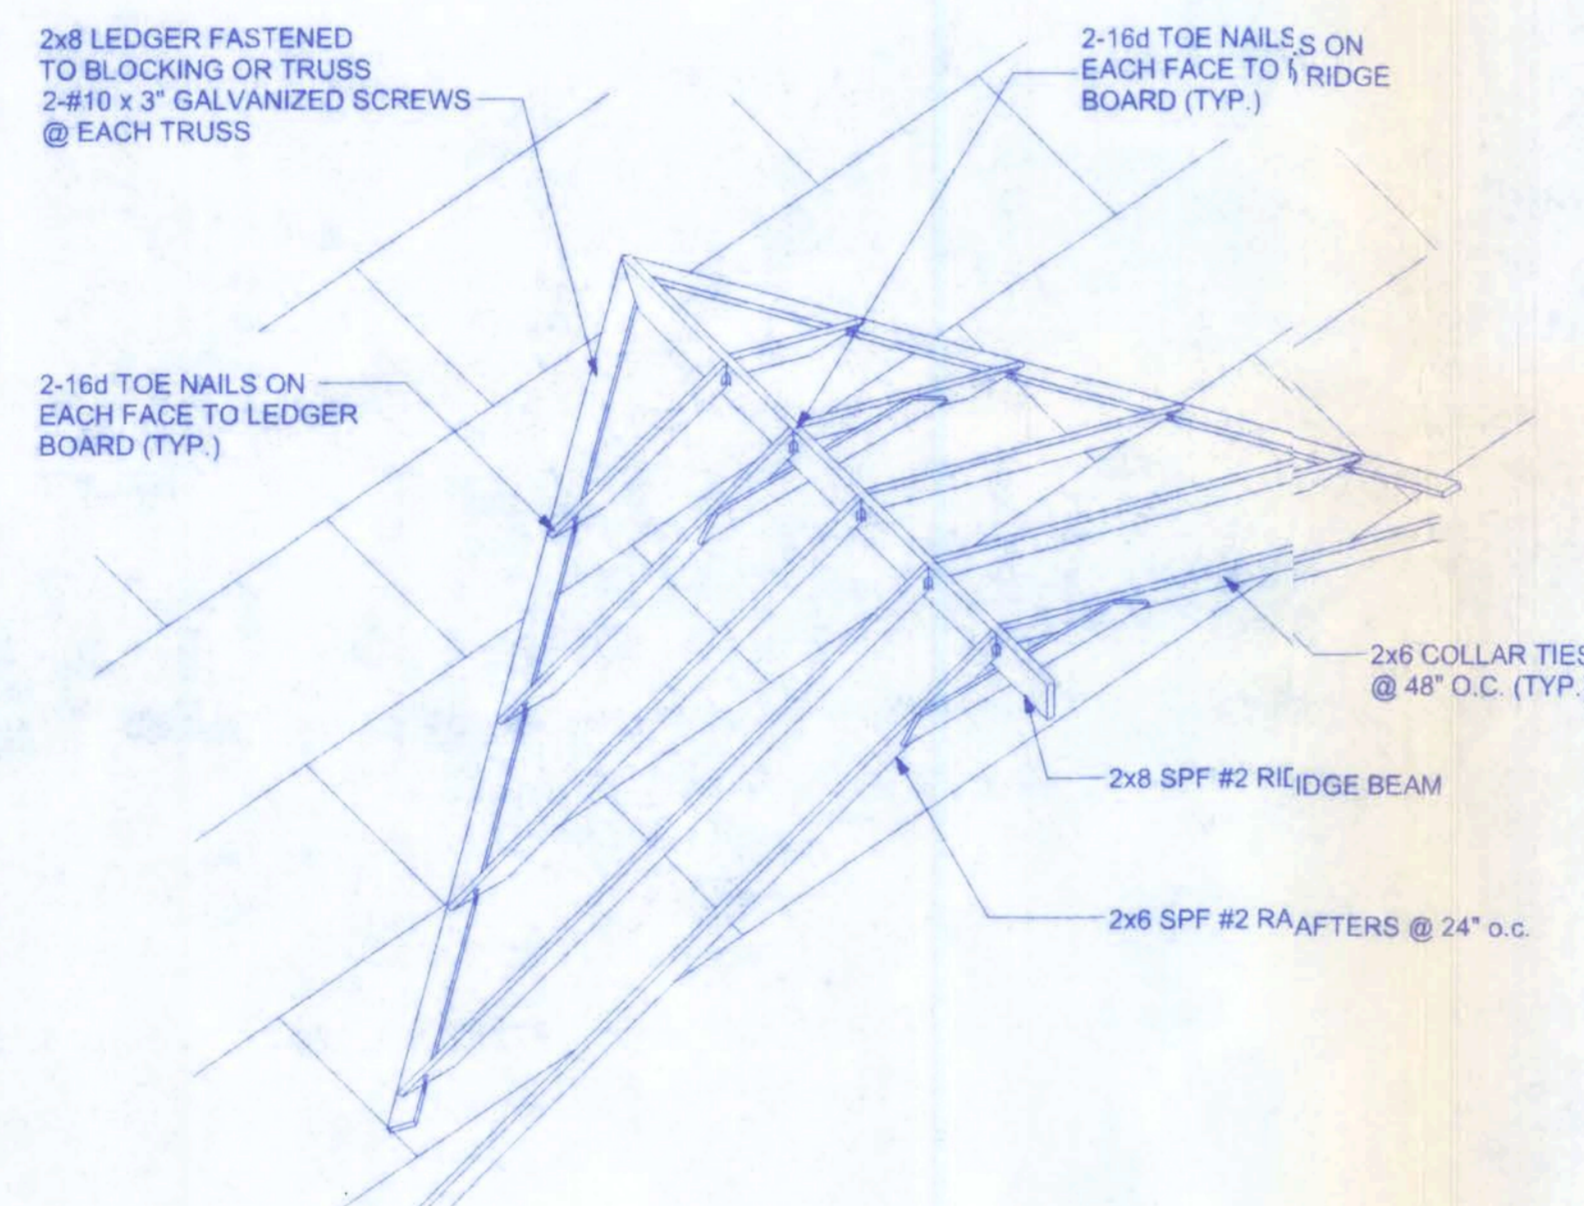 2x8 LEDGER FASTENED
TO BLOCKING OR TRUSS
2-#10 x 3" GALVANIZED SCREWS
@ EACH TRUSS
2-16d TOE NAILS ON
EACH FACE TO RIDGE
BOARD (TYP.)
2-16d TOE NAILS ON
EACH FACE TO LEDGER
BOARD (TYP.)
2x6 COLLAR TIES
@ 48" O.C. (TYP.
2x8 SPF #2 RIDGE BEAM
2x6 SPF #2 RAFTERS @ 24" o.c.